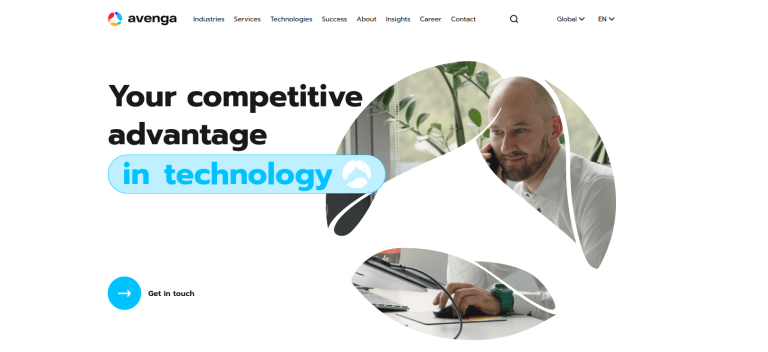 avenga Industries Services Technologies Success About Insights Career Contact Global EN
Your competitive
advantage
in technology
Get in touch